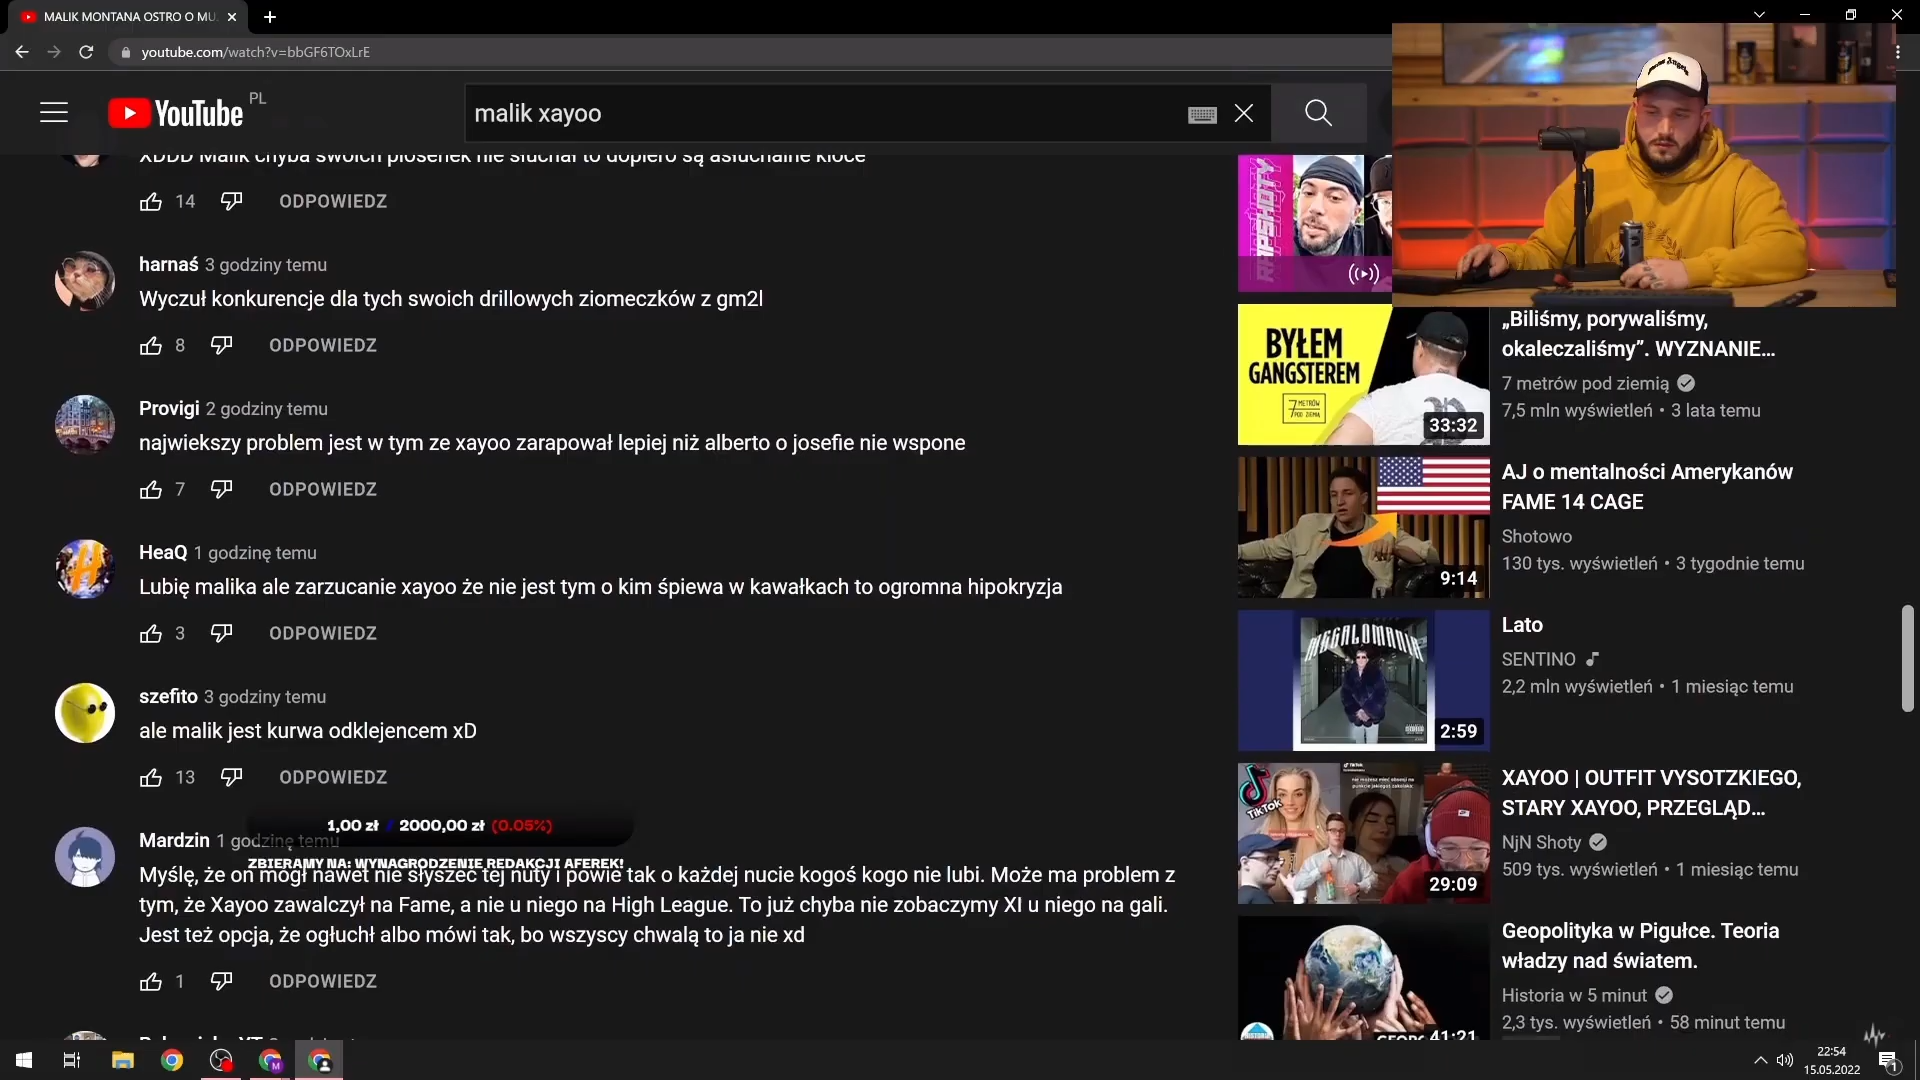 MALIK MONTANA OSTRO O MU
youtube.com/watch?v=bbGF6TOxLrE
YouTube PL
malik xayoo
XDDD Malik chyba swoich piosenek nie słuchał to dopiero są asłuchalne kloce
14 ODPOWIEDZ
harnaś 3 godziny temu
Wyczuł konkurencje dla tych swoich drillowych ziomeczków z gm2l
8 ODPOWIEDZ
Provigi 2 godziny temu
najwiekszy problem jest w tym ze xayoo zarapował lepiej niż alberto o josefie nie wspone
7 ODPOWIEDZ
HeaQ 1 godzinę temu
Lubię malika ale zarzucanie xayoo że nie jest tym o kim śpiewa w kawałkach to ogromna hipokryzja
3 ODPOWIEDZ
szefito 3 godziny temu
ale malik jest kurwa odklejencem xD
13 ODPOWIEDZ
1,00 zł / 2000,00 zł (0.05%)
Mardzin 1 godzinę temu
ZBIERAMY NA: WYNAGRODZENIE REDAKCJI AFEREK!
Myślę, że on mógł nawet nie słyszeć tej nuty i powie tak o każdej nucie kogoś kogo nie lubi. Może ma problem z
tym, że Xayoo zawalczył na Fame, a nie u niego na High League. To już chyba nie zobaczymy XI u niego na gali.
Jest też opcja, że ogłuchł albo mówi tak, bo wszyscy chwalą to ja nie xd
1 ODPOWIEDZ
RAPSHOTY
BYŁEM
GANGSTEREM
7 METRÓW
POD ZIEMIĄ
33:32
„Biliśmy, porywaliśmy,
okaleczaliśmy”. WYZNANIE...
7 metrów pod ziemią
7,5 mln wyświetleń • 3 lata temu
9:14
AJ o mentalności Amerykanów
FAME 14 CAGE
Shotowo
130 tys. wyświetleń • 3 tygodnie temu
MEGALOMANIA
2:59
Lato
SENTINO
2,2 mln wyświetleń • 1 miesiąc temu
TikTok
29:09
XAYOO | OUTFIT VYSOTZKIEGO,
STARY XAYOO, PRZEGLĄD...
NjN Shoty
509 tys. wyświetleń • 1 miesiąc temu
41:21
Geopolityka w Pigułce. Teoria
władzy nad światem.
Historia w 5 minut
2,3 tys. wyświetleń • 58 minut temu
22:54
15.05.2022